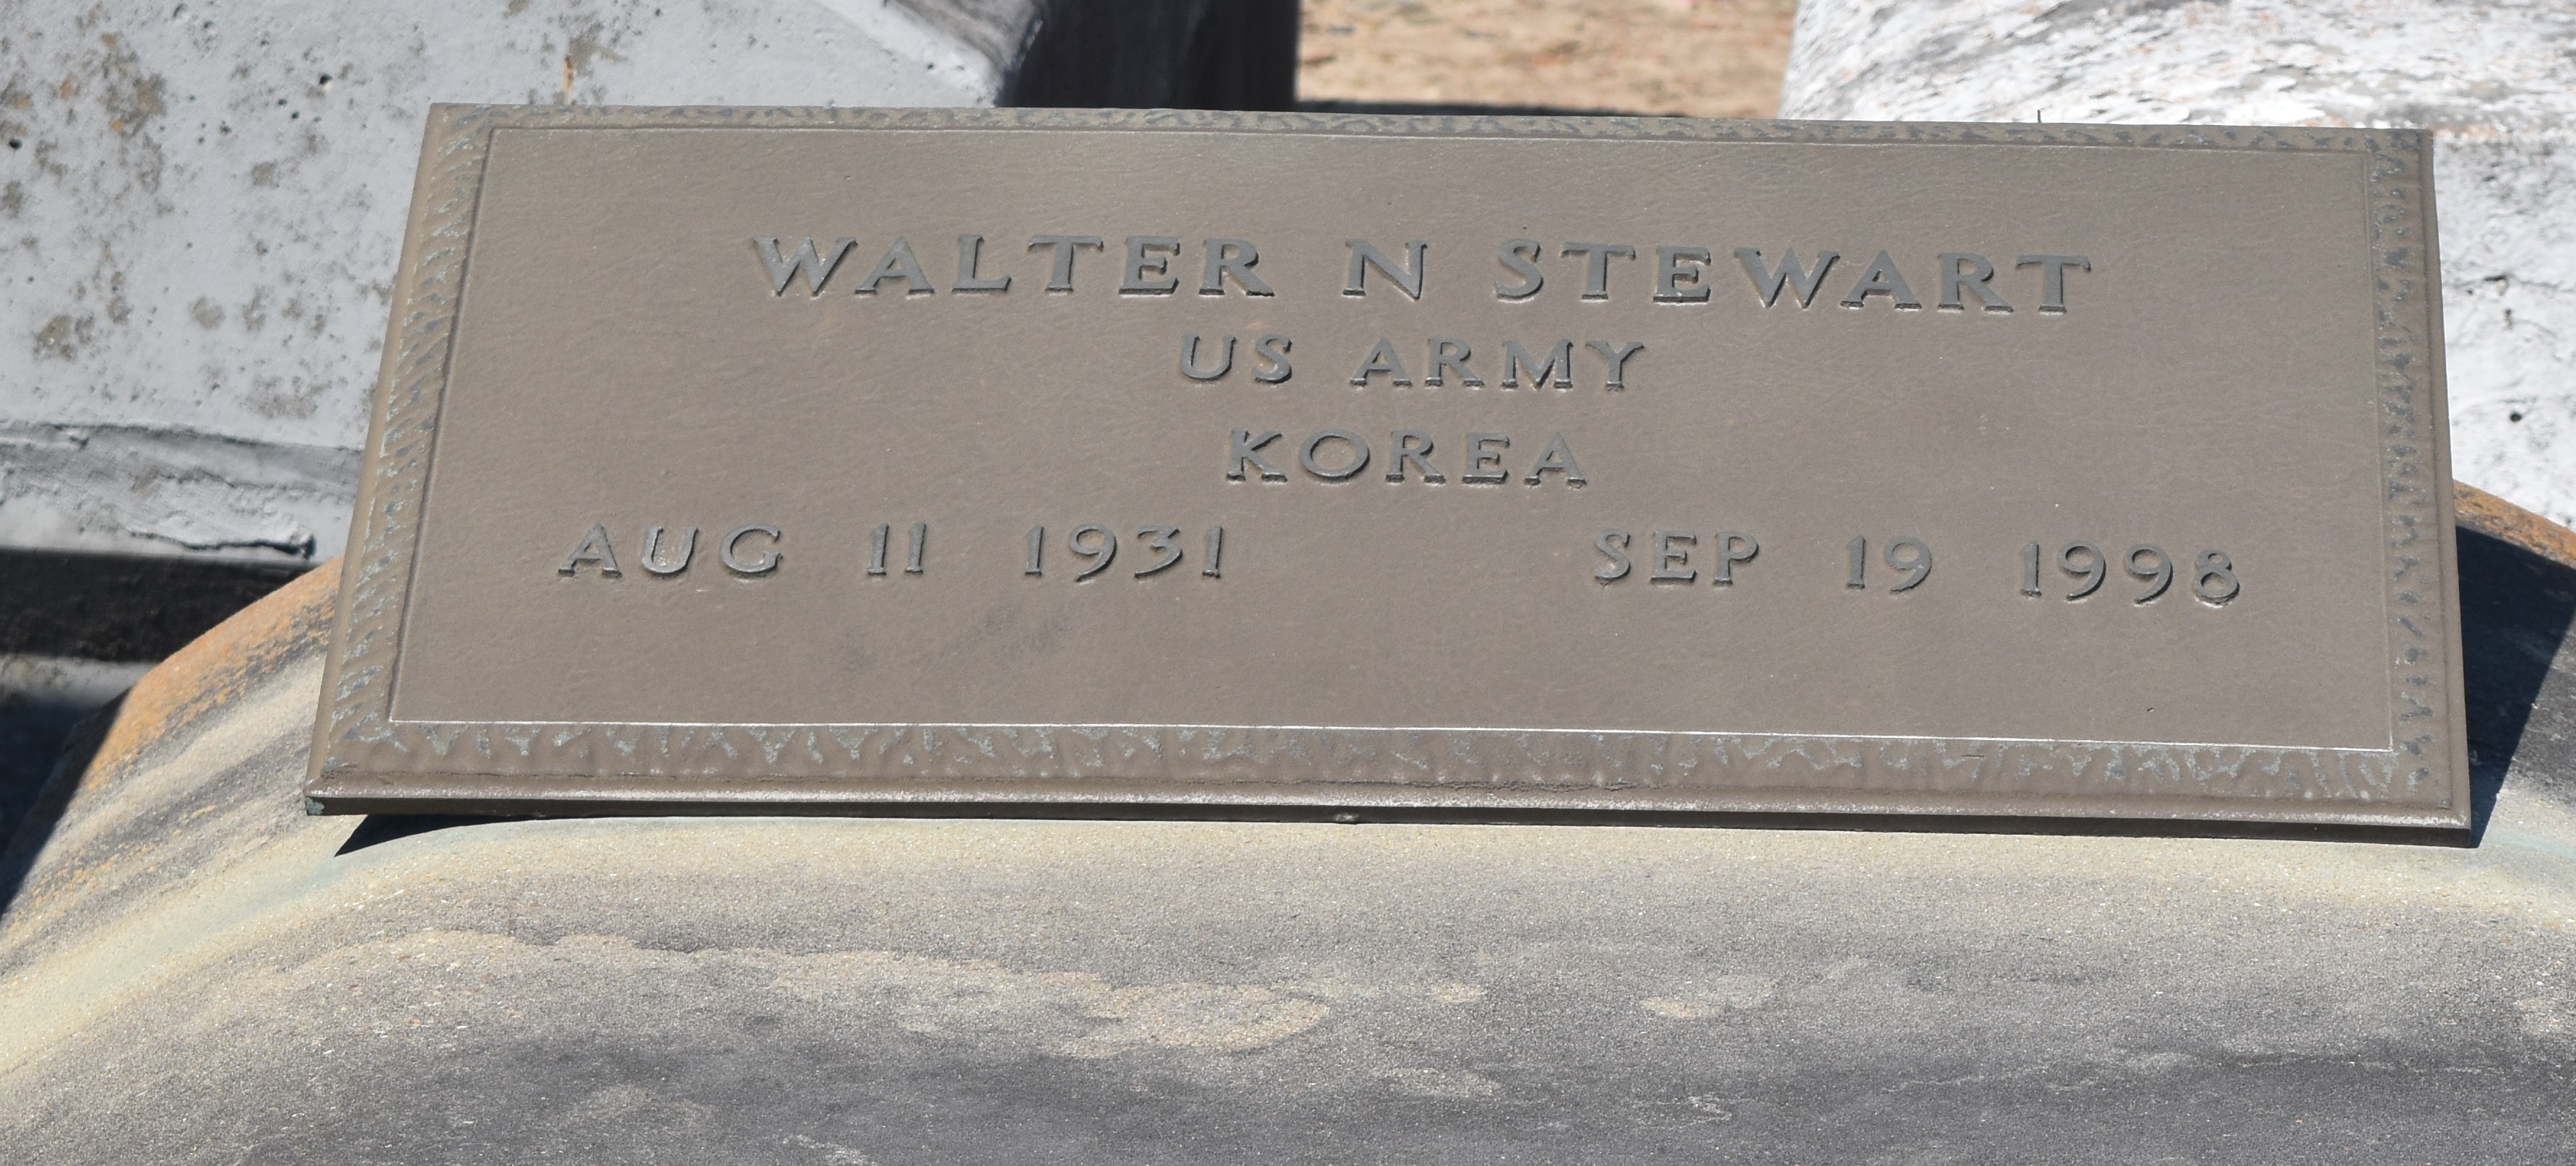 WALTER N STEWART
US ARMY
KOREA
AUG 11 1931 SEP 19 1998